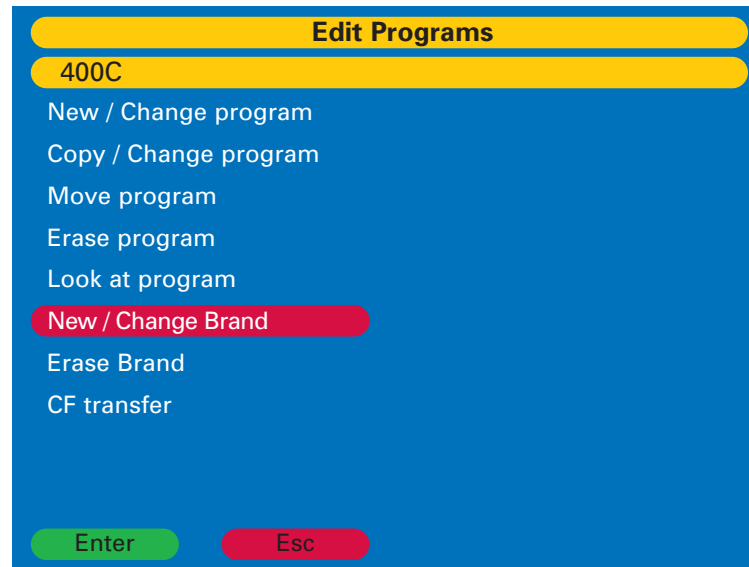 Edit Programs
400C
New / Change program
Copy / Change program
Move program
Erase program
Look at program
New / Change Brand
Erase Brand
CF transfer
Enter Esc